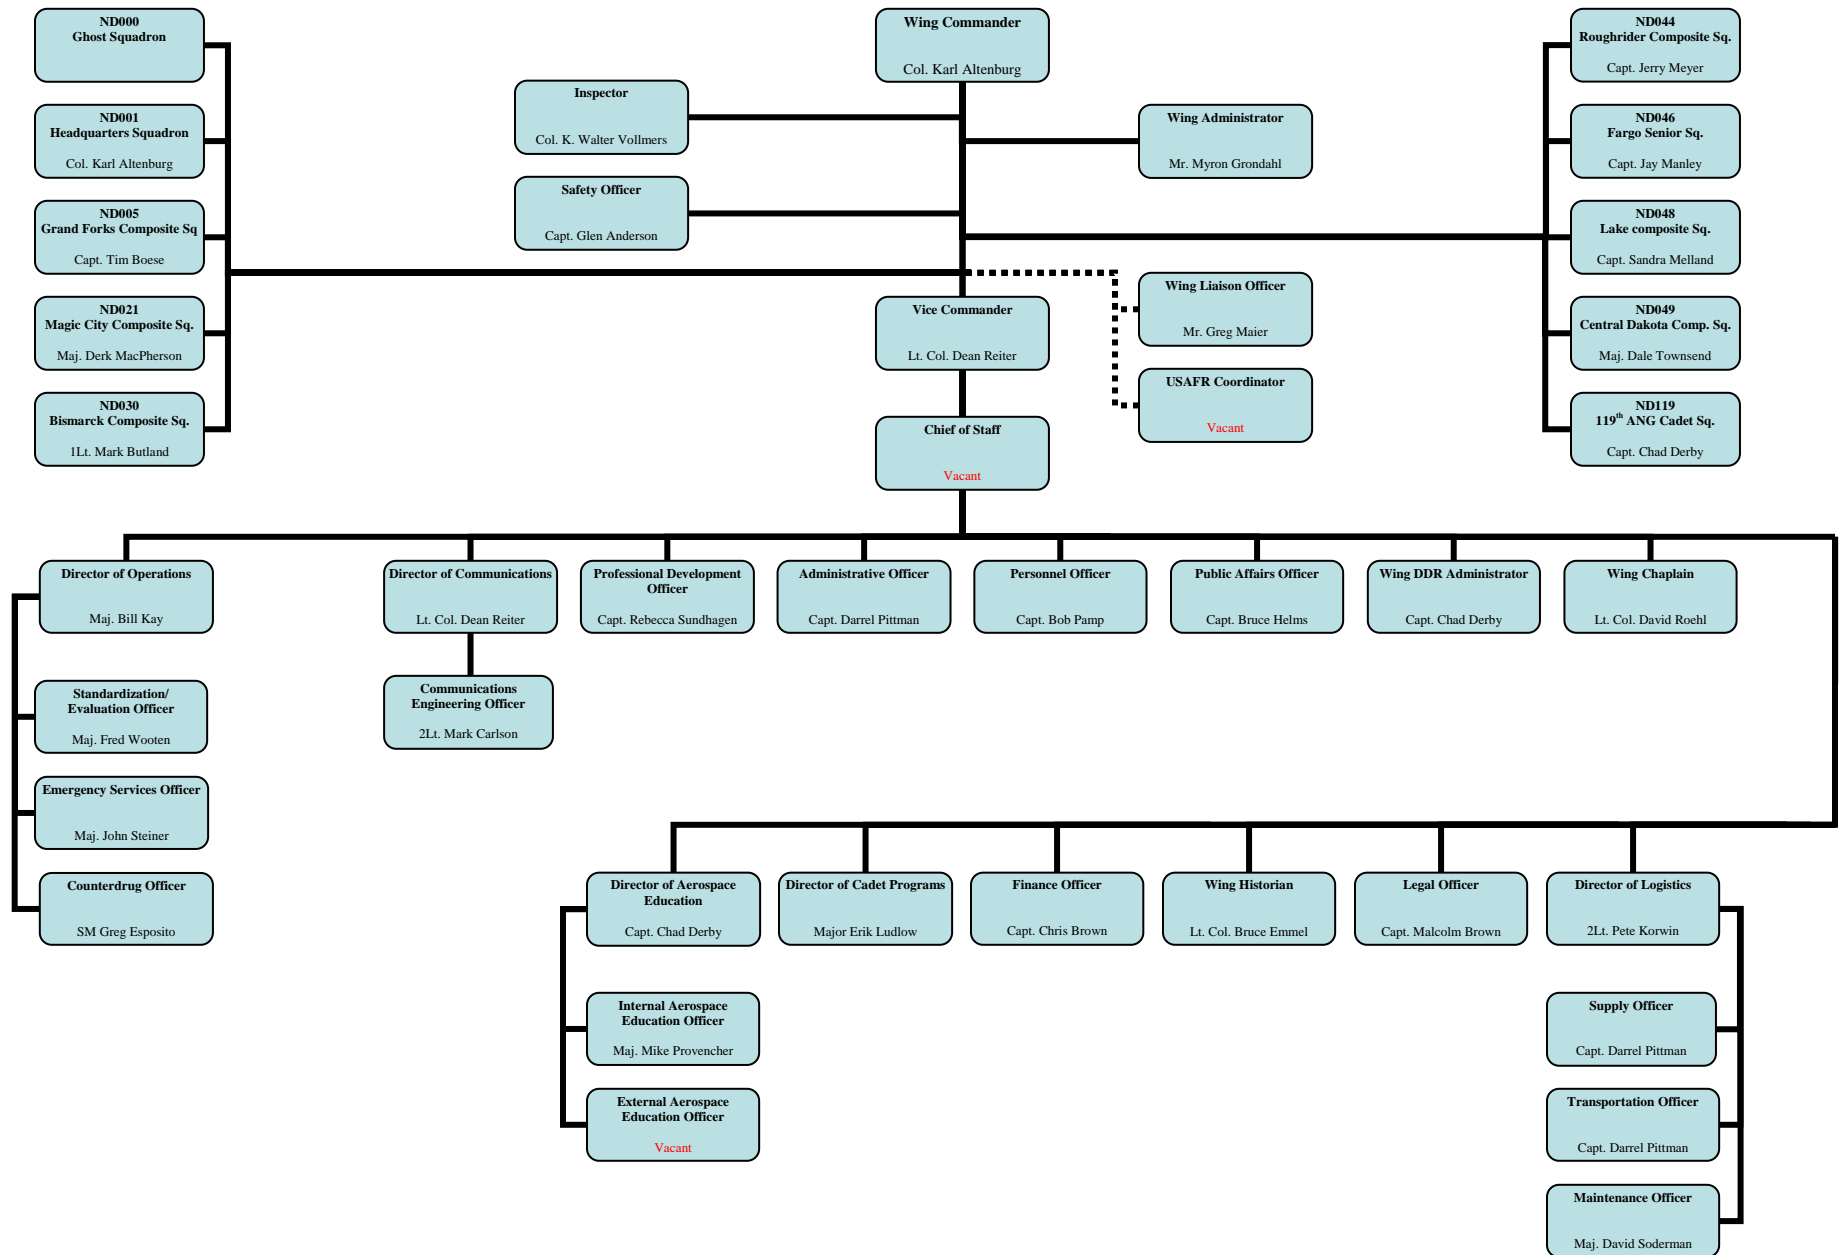 ND000
Ghost Squadron
ND001
Headquarters Squadron
Col. Karl Altenburg
ND005
Grand Forks Composite Sq
Capt. Tim Boese
ND021
Magic City Composite Sq.
Maj. Derk MacPherson
ND030
Bismarck Composite Sq.
1Lt. Mark Butland
Wing Commander
Col. Karl Altenburg
Inspector
Col. K. Walter Vollmers
Wing Administrator
Mr. Myron Grondahl
Safety Officer
Capt. Glen Anderson
Wing Liaison Officer
Mr. Greg Maier
Vice Commander
Lt. Col. Dean Reiter
USAFR Coordinator
Vacant
Chief of Staff
Vacant
ND044
Roughrider Composite Sq.
Capt. Jerry Meyer
ND046
Fargo Senior Sq.
Capt. Jay Manley
ND048
Lake composite Sq.
Capt. Sandra Melland
ND049
Central Dakota Comp. Sq.
Maj. Dale Townsend
ND119
119th ANG Cadet Sq.
Capt. Chad Derby
Director of Operations
Maj. Bill Kay
Director of Communications
Lt. Col. Dean Reiter
Professional Development
Officer
Capt. Rebecca Sundhagen
Administrative Officer
Capt. Darrel Pittman
Personnel Officer
Capt. Bob Pamp
Public Affairs Officer
Capt. Bruce Helms
Wing DDR Administrator
Capt. Chad Derby
Wing Chaplain
Lt. Col. David Roehl
Standardization/
Evaluation Officer
Maj. Fred Wooten
Communications
Engineering Officer
2Lt. Mark Carlson
Emergency Services Officer
Maj. John Steiner
Counterdrug Officer
SM Greg Esposito
Director of Aerospace
Education
Capt. Chad Derby
Director of Cadet Programs
Major Erik Ludlow
Finance Officer
Capt. Chris Brown
Wing Historian
Lt. Col. Bruce Emmel
Legal Officer
Capt. Malcolm Brown
Director of Logistics
2Lt. Pete Korwin
Internal Aerospace
Education Officer
Maj. Mike Provencher
External Aerospace
Education Officer
Vacant
Supply Officer
Capt. Darrel Pittman
Transportation Officer
Capt. Darrel Pittman
Maintenance Officer
Maj. David Soderman